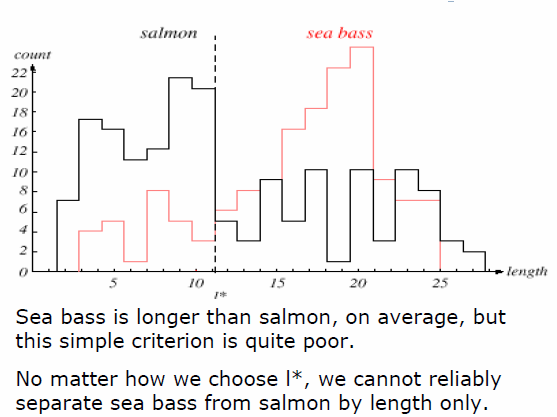 salmon sea bass
count
22
20
18
16
12
10
8
6
4
2
0
5 10 15 20 25 length
l*
Sea bass is longer than salmon, on average, but
this simple criterion is quite poor.
No matter how we choose l*, we cannot reliably
separate sea bass from salmon by length only.